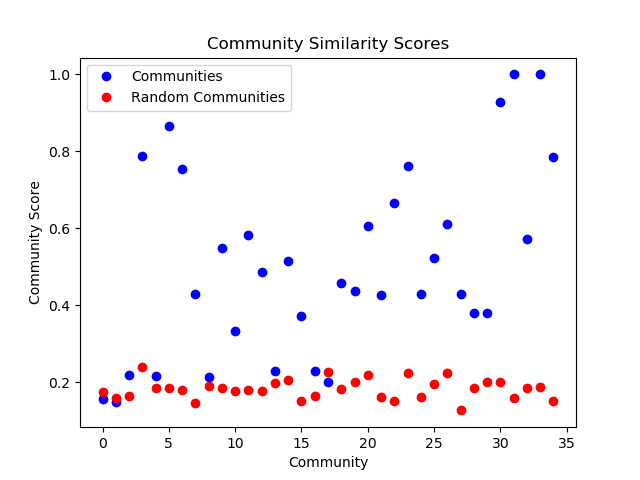 Community Similarity Scores
Communities
Random Communities
1.0
0.8
0.6
0.4
0.2
Community Score
0 5 10 15 20 25 30 35
Community